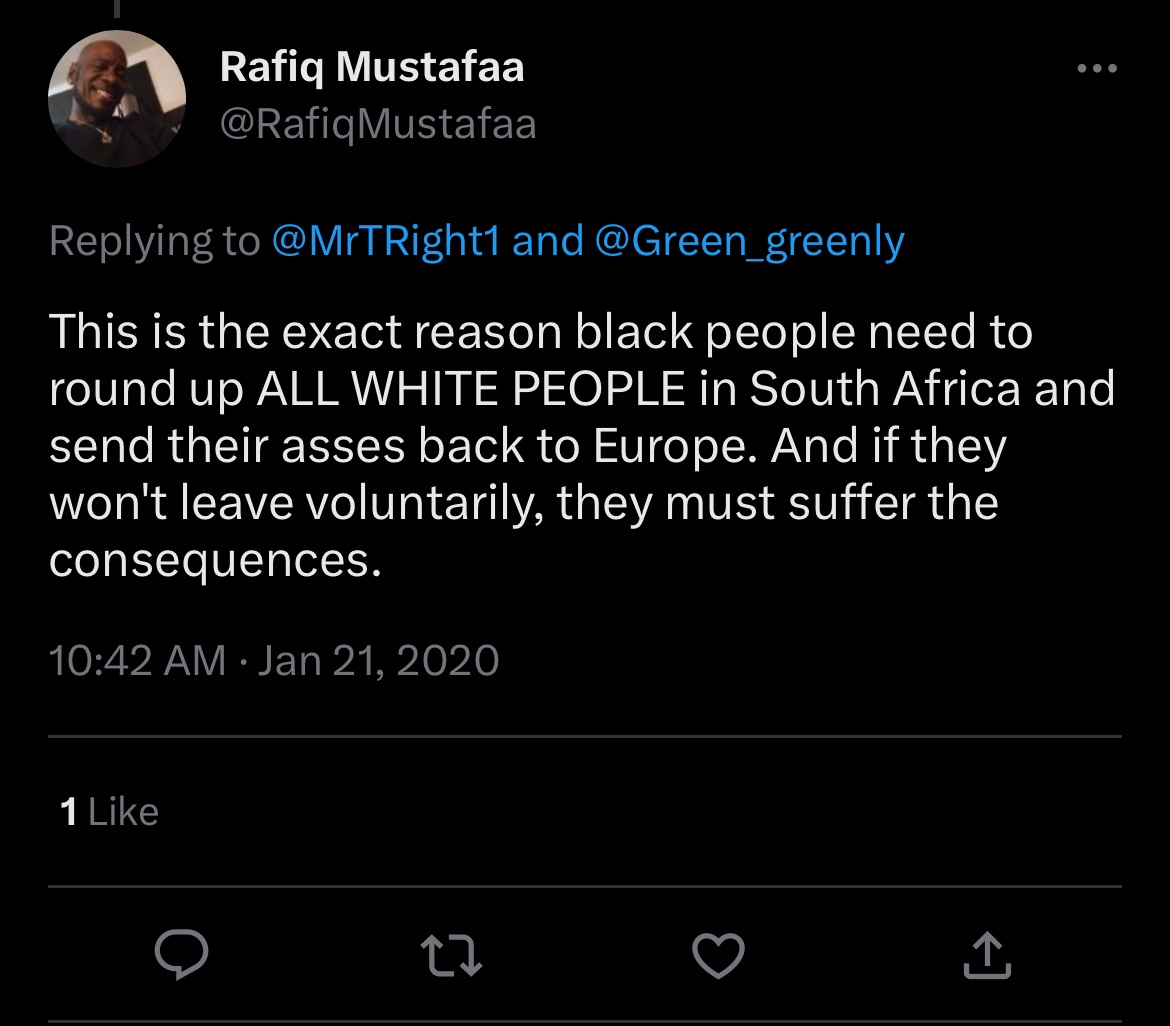 Rafiq Mustafaa
@RafiqMustafaa
Replying to @MrTRight1 and @Green_greenly
This is the exact reason black people need to
round up ALL WHITE PEOPLE in South Africa and
send their asses back to Europe. And if they
won't leave voluntarily, they must suffer the
consequences.
10:42 AM · Jan 21, 2020
1 Like